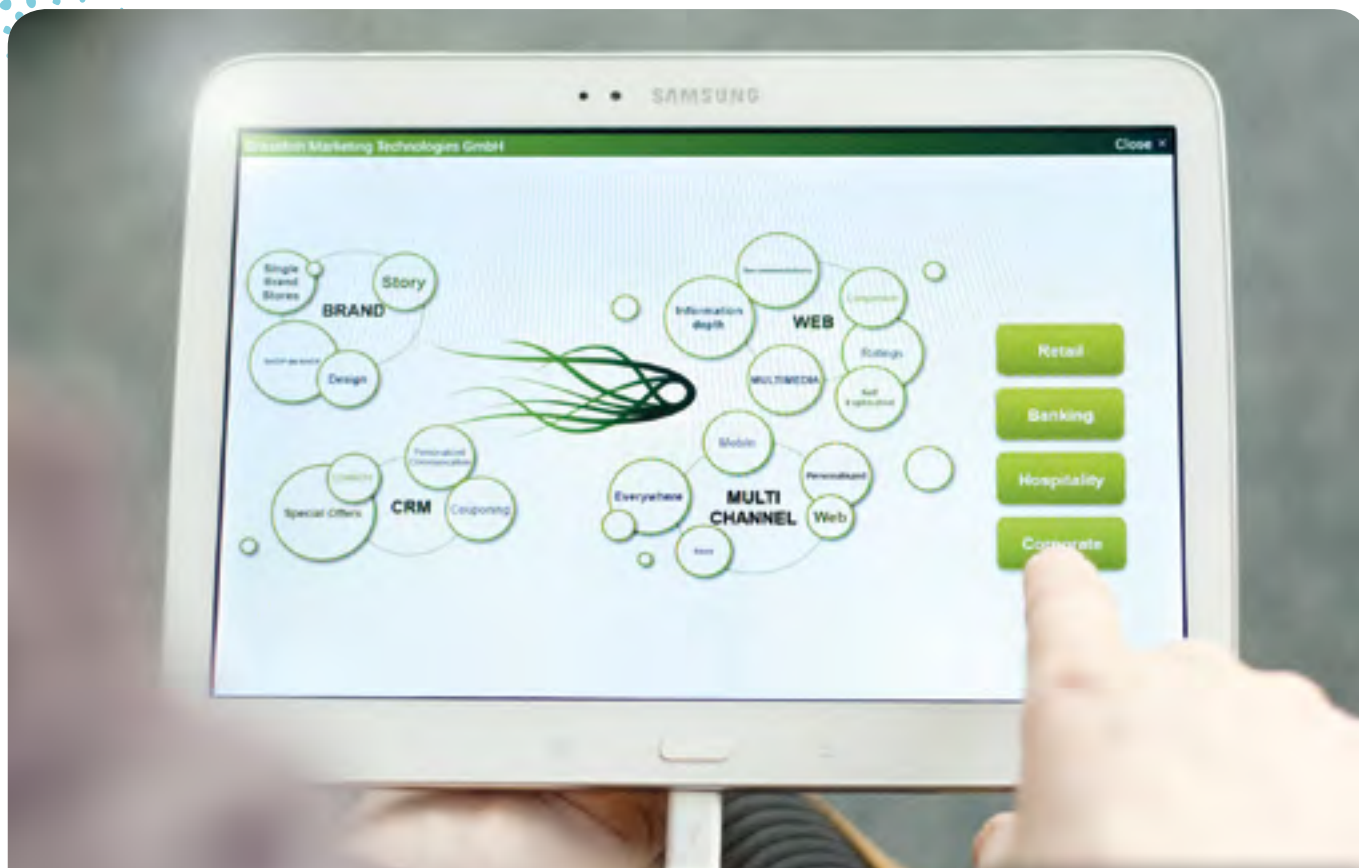 SAMSUNG
Marketing Technologies GmbH
Close ×
Single
Brand
Stores
Story
BRAND
Design
Information
depth
WEB
Ratings
MULTIMEDIA
Retail
Banking
Hospitality
Corporate
Personalized
Communication
Special Offers
CRM
Couponing
Mobile
Everywhere
Personalized
MULTI
CHANNEL
Web